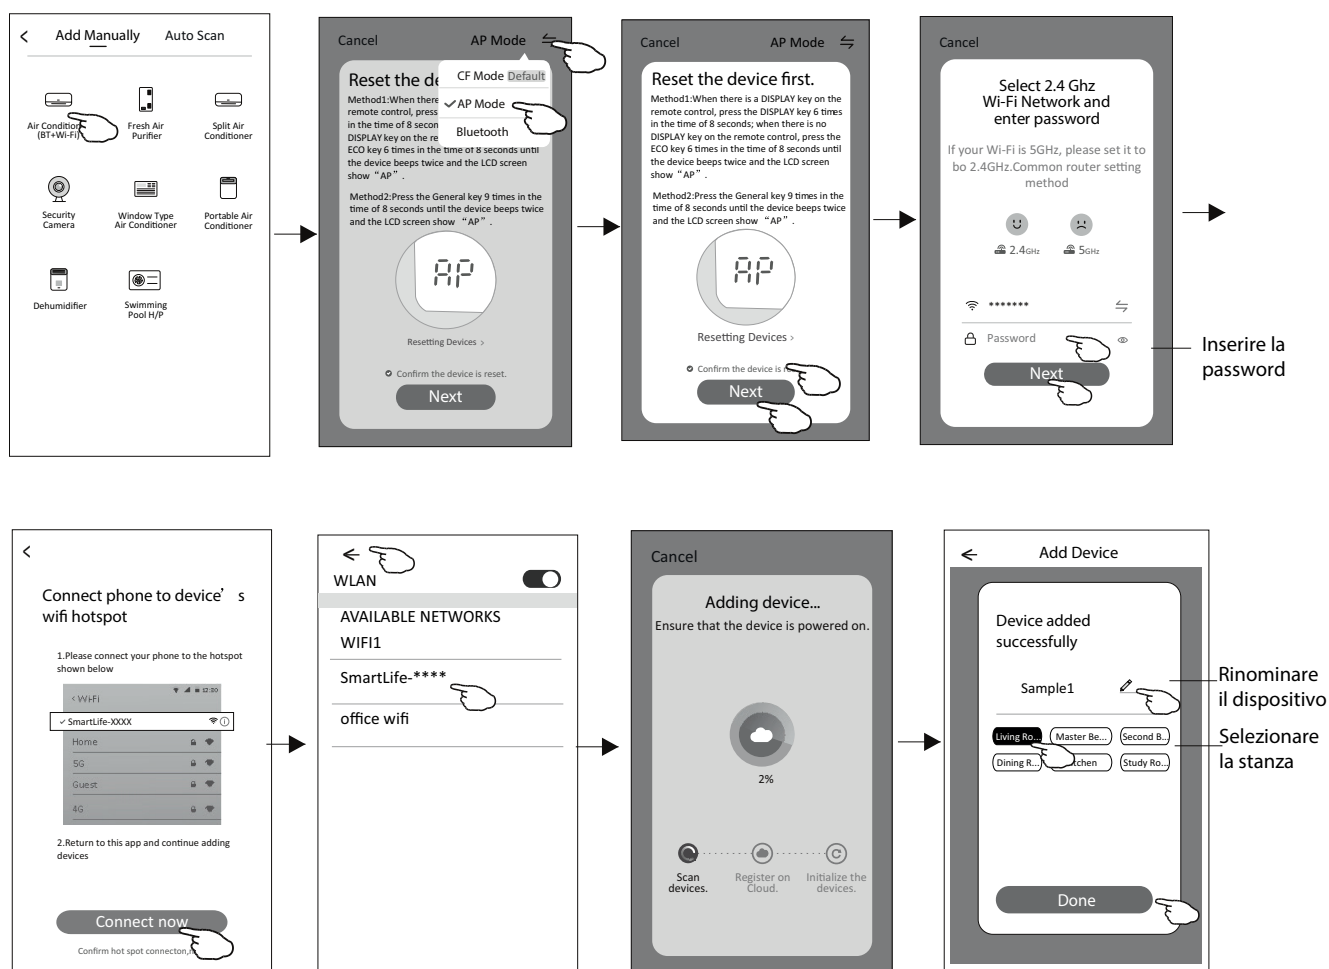 Add Manually Auto Scan
Air Condition
(BT+Wi-Fi)
Fresh Air
Purifier
Split Air
Conditioner
Security
Camera
Window Type
Air Conditioner
Portable Air
Conditioner
Dehumidifier
Swimming
Pool H/P
Cancel AP Mode
CF Mode Default
AP Mode
Bluetooth
Reset the de
Method1:When there
remote control, press
in the time of 8 secon
DISPLAY key on the re
ECO key 6 times in the time of 8 seconds until
the device beeps twice and the LCD screen
show “AP” .
Method2:Press the General key 9 times in the
time of 8 seconds until the device beeps twice
and the LCD screen show “AP” .
AP
Resetting Devices >
Confirm the device is reset.
Next
Cancel AP Mode
Reset the device first.
Method1:When there is a DISPLAY key on the
remote control, press the DISPLAY key 6 times
in the time of 8 seconds; when there is no
DISPLAY key on the remote control, press the
ECO key 6 times in the time of 8 seconds until
the device beeps twice and the LCD screen
show “AP” .
Method2:Press the General key 9 times in the
time of 8 seconds until the device beeps twice
and the LCD screen show “AP” .
AP
Resetting Devices >
Confirm the device is re
Next
Cancel
Select 2.4 Ghz
Wi-Fi Network and
enter password
If your Wi-Fi is 5GHz, please set it to
bo 2.4GHz.Common router setting
method
2.4GHz 5GHz
*******
Password
Next
Inserire la
password
Connect phone to device’ s
wifi hotspot
1.Please connect your phone to the hotspot
shown below
12:00
< Wi-Fi
SmartLife-XXXX
Home
5G
Guest
4G
2.Return to this app and continue adding
devices
Connect now
Confirm hot spot connecton,n
WLAN
AVAILABLE NETWORKS
WIFI1
SmartLife-****
office wifi
Cancel
Adding device...
Ensure that the device is powered on.
2%
Scan
devices.
Register on
Cloud.
Initialize the
devices.
Add Device
Device added
successfully
Sample1
Rinominare
il dispositivo
Living Ro... Master Be... Second B...
Dining R... tchen Study Ro...
Selezionare
la stanza
Done